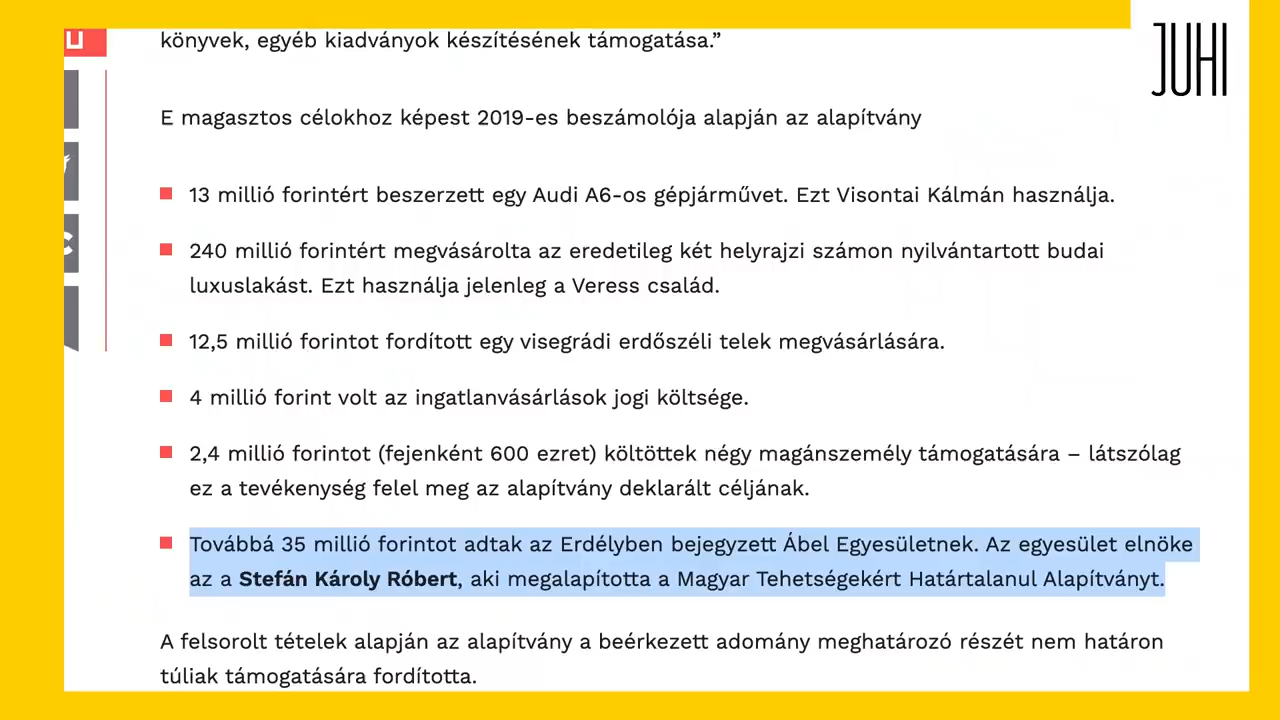 JUHI
könyvek, egyéb kiadványok készítésének támogatása.”
E magasztos célokhoz képest 2019-es beszámolója alapján az alapítvány
13 millió forintért beszerzett egy Audi A6-os gépjárművet. Ezt Visontai Kálmán használja.
240 millió forintért megvásárolta az eredetileg két helyrajzi számon nyilvántartott budai
luxuslakást. Ezt használja jelenleg a Veress család.
12,5 millió forintot fordított egy visegrádi erdőszéli telek megvásárlására.
4 millió forint volt az ingatlanvásárlások jogi költsége.
2,4 millió forintot (fejenként 600 ezret) költöttek négy magánszemély támogatására – látszólag
ez a tevékenység felel meg az alapítvány deklarált céljának.
Továbbá 35 millió forintot adtak az Erdélyben bejegyzett Ábel Egyesületnek. Az egyesület elnöke
az a Stefán Károly Róbert, aki megalapította a Magyar Tehetségekért Határtalanul Alapítványt.
A felsorolt tételek alapján az alapítvány a beérkezett adomány meghatározó részét nem határon
túliak támogatására fordította.